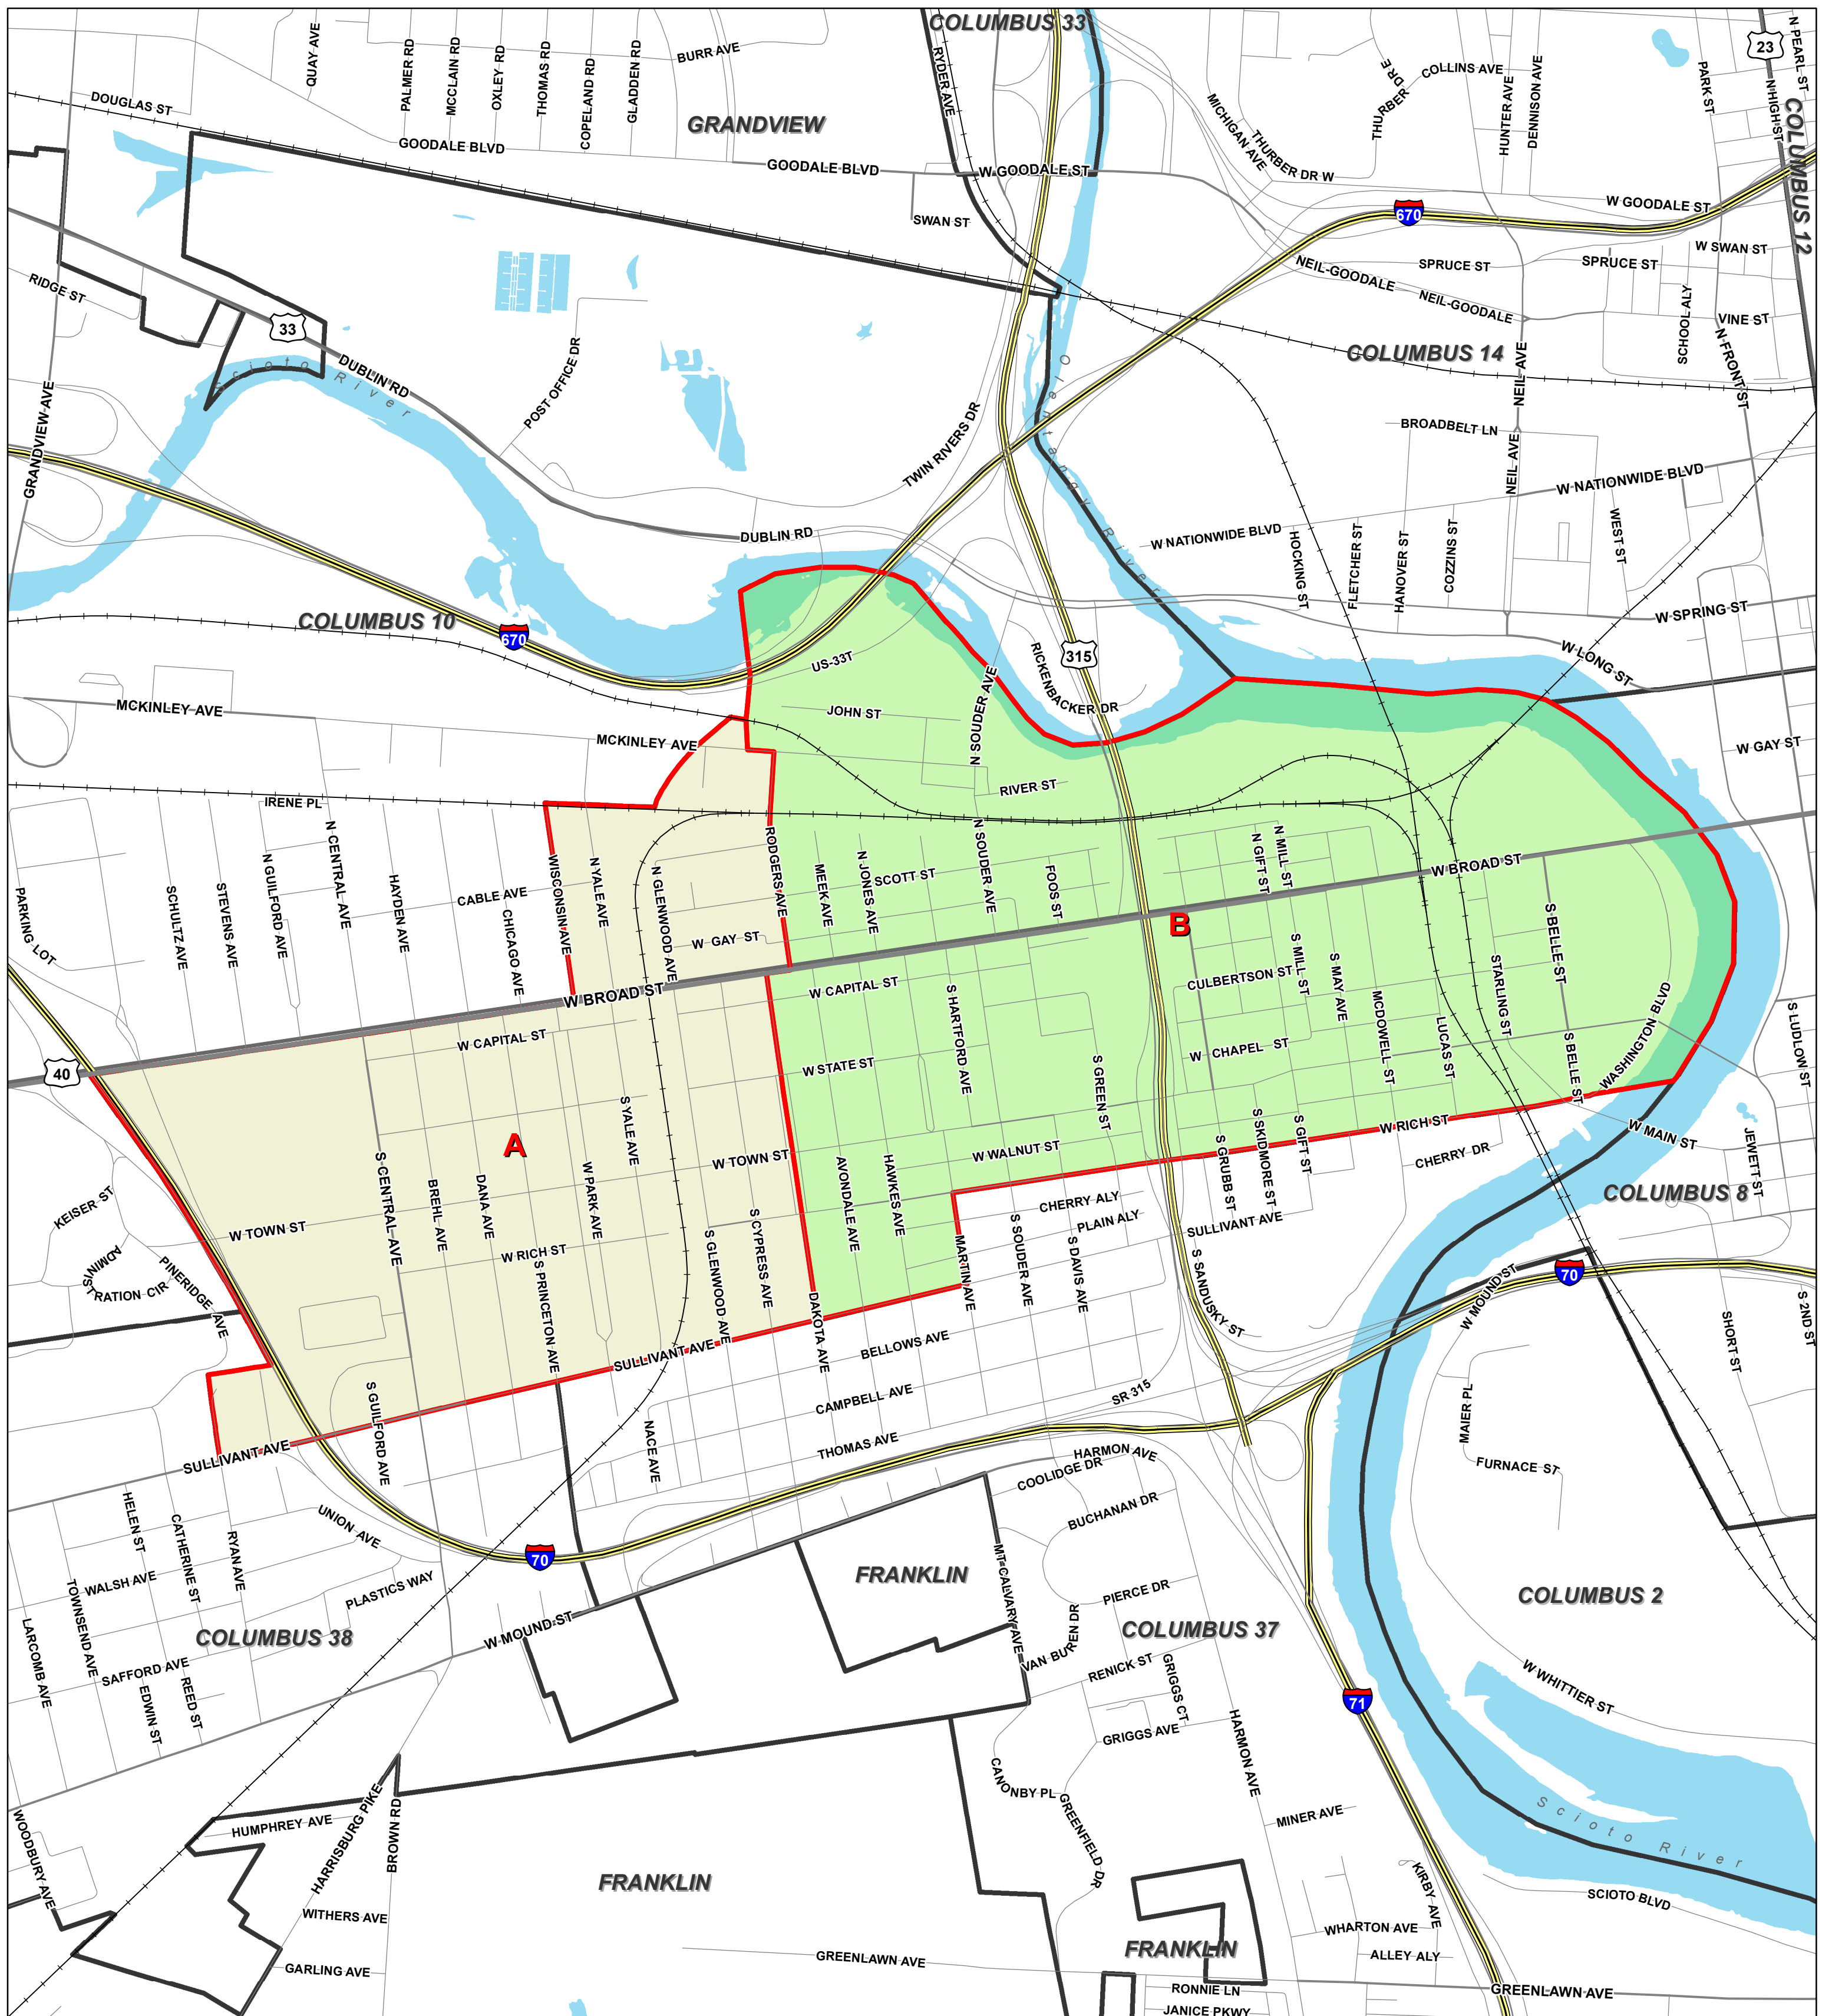 COLUMBUS 33
23
N PEARL ST
QUAY AVE
PALMER RD
MCCLAIN RD
OXLEY RD
THOMAS RD
COPELAND RD
GLADDEN RD
BURR AVE
RYDER AVE
COLLINS AVE
THURBER DR E
HUNTER AVE
DENNISON AVE
PARK ST
N HIGH ST
COLUMBUS 12
DOUGLAS ST
GRANDVIEW
MICHIGAN AVE
THURBER DR W
GOODALE BLVD
GOODALE BLVD
W GOODALE ST
W GOODALE ST
SWAN ST
670
W SWAN ST
NEIL-GOODALE
SPRUCE ST
SPRUCE ST
RIDGE ST
NEIL-GOODALE
SCHOOL ALY
VINE ST
33
Scioto River
DUBLIN RD
POST OFFICE DR
Olentangy River
COLUMBUS 14
NEIL AVE
N FRONT ST
GRANDVIEW AVE
TWIN RIVERS DR
BROADBELT LN
NEIL AVE
W NATIONWIDE BLVD
DUBLIN RD
W NATIONWIDE BLVD
HOCKING ST
FLETCHER ST
HANOVER ST
COZZINS ST
WEST ST
COLUMBUS 10
670
W SPRING ST
US-33T
RICKENBACKER DR
315
W LONG ST
MCKINLEY AVE
MCKINLEY AVE
JOHN ST
N SOUDER AVE
W GAY ST
IRENE PL
RIVER ST
PARKING LOT
SCHULTZ AVE
STEVENS AVE
N GUILFORD AVE
N CENTRAL AVE
HAYDEN AVE
CABLE AVE
CHICAGO AVE
WISCONSIN AVE
N YALE AVE
N GLENWOOD AVE
RODGERS AVE
MEEK AVE
N JONES AVE
SCOTT ST
N SOUDER AVE
FOOS ST
N GIFT ST
N MILL ST
W BROAD ST
W GAY ST
B
W BROAD ST
W CAPITAL ST
W CAPITAL ST
S HARTFORD AVE
CULBERTSON ST
S MILL ST
S MAY AVE
MCDOWELL ST
LUCAS ST
STARLING ST
S BELLE ST
S BELLE ST
WASHINGTON BLVD
S LUDLOW ST
40
W STATE ST
W CHAPEL ST
S GREEN ST
A
S YALE AVE
W TOWN ST
W WALNUT ST
W RICH ST
W MAIN ST
JEWETT ST
S CENTRAL AVE
BREHL AVE
DANA AVE
W PARK AVE
AVONDALE AVE
HAWKES AVE
S GRUBB ST
S SKIDMORE ST
S GIFT ST
CHERRY DR
COLUMBUS 8
KEISER ST
W TOWN ST
W RICH ST
S PRINCETON AVE
S GLENWOOD AVE
S CYPRESS AVE
CHERRY ALY
PLAIN ALY
SULLIVANT AVE
ADMINISTRATION CIR
PINERIDGE AVE
MARTIN AVE
S SOUDER AVE
S DAVIS AVE
S SANDUSKY ST
70
W MOUND ST
SHORT ST
S 2ND ST
DAKOTA AVE
SULLIVANT AVE
BELLOWS AVE
CAMPBELL AVE
SR 315
S GUILFORD AVE
NACE AVE
THOMAS AVE
SULLIVANT AVE
MAIER PL
FURNACE ST
HARMON AVE
COOLIDGE DR
BUCHANAN DR
HELEN ST
CATHERINE ST
RYAN AVE
UNION AVE
70
WALSH AVE
TOWNSEND AVE
PLASTICS WAY
FRANKLIN
MT CALVARY AVE
PIERCE DR
VAN BUREN DR
COLUMBUS 2
LARCOMB AVE
COLUMBUS 38
W MOUND ST
COLUMBUS 37
SAFFORD AVE
EDWIN ST
REED ST
RENICK ST
GRIGGS CT
W WHITTIER ST
71
GRIGGS AVE
HARMON AVE
CANONBY PL
GREENFIELD DR
MINER AVE
Scioto River
WOODBURY AVE
HUMPHREY AVE
HARRISBURG PIKE
BROWN RD
FRANKLIN
KIRBY AVE
SCIOTO BLVD
WITHERS AVE
WHARTON AVE
FRANKLIN
ALLEY ALY
GARLING AVE
GREENLAWN AVE
RONNIE LN
GREENLAWN AVE
JANICE PKWY